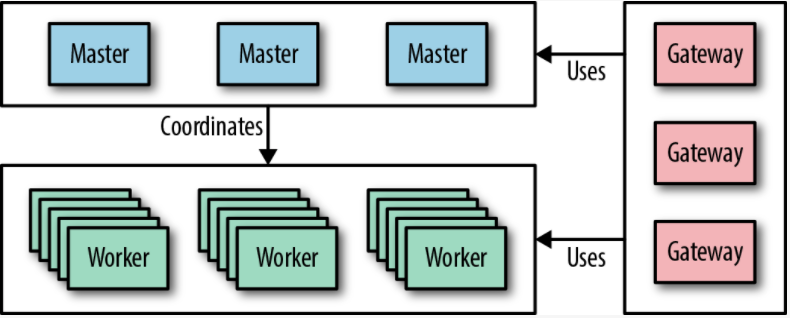 Master
Master
Master
Uses
Gateway
Coordinates
Gateway
Worker
Worker
Worker
Uses
Gateway